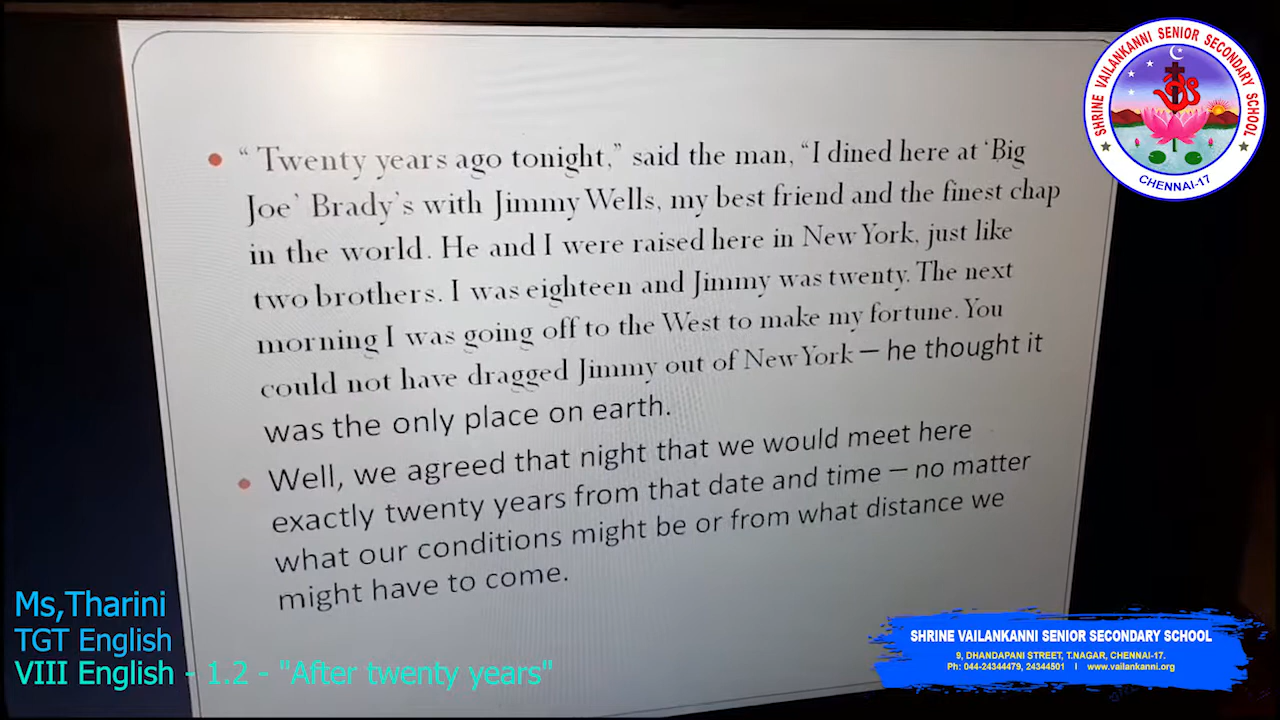 “ Twenty years ago tonight,” said the man, “I dined here at ‘Big
Joe’ Brady’s with Jimmy Wells, my best friend and the finest chap
in the world. He and I were raised here in New York, just like
two brothers. I was eighteen and Jimmy was twenty. The next
morning I was going off to the West to make my fortune. You
could not have dragged Jimmy out of New York – he thought it
was the only place on earth.
Well, we agreed that night that we would meet here
exactly twenty years from that date and time – no matter
what our conditions might be or from what distance we
might have to come.
SHRINE VAILANKANNI SENIOR SECONDARY SCHOOL
CHENNAI-17
Ms,Tharini
TGT English
VIII English - 1.2 - "After twenty years"
SHRINE VAILANKANNI SENIOR SECONDARY SCHOOL
9, DHANDAPANI STREET, T.NAGAR, CHENNAI-17.
Ph: 044-24344479, 24344501 I www.vailankanni.org